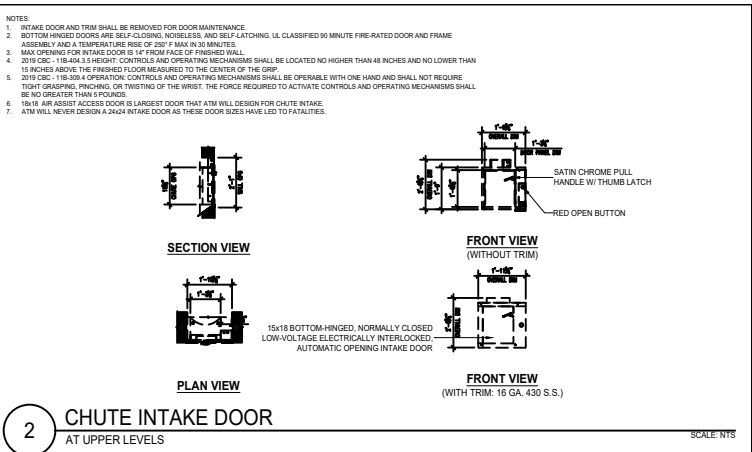 NOTES:
1. INTAKE DOOR AND TRIM SHALL BE REMOVED FOR DOOR MAINTENANCE.
2. BOTTOM HINGED DOORS ARE SELF-CLOSING, NOISELESS, AND SELF-LATCHING. UL CLASSIFIED 90 MINUTE FIRE-RATED DOOR AND FRAME
ASSEMBLY AND A TEMPERATURE RISE OF 250° F MAX IN 30 MINUTES.
3. MAX OPENING FOR INTAKE DOOR IS 14" FROM FACE OF FINISHED WALL.
4. 2019 CBC - 11B-404.3.5 HEIGHT: CONTROLS AND OPERATING MECHANISMS SHALL BE LOCATED NO HIGHER THAN 48 INCHES AND NO LOWER THAN
15 INCHES ABOVE THE FINISHED FLOOR MEASURED TO THE CENTER OF THE GRIP.
5. 2019 CBC - 11B-309.4 OPERATION: CONTROLS AND OPERATING MECHANISMS SHALL BE OPERABLE WITH ONE HAND AND SHALL NOT REQUIRE
TIGHT GRASPING, PINCHING, OR TWISTING OF THE WRIST. THE FORCE REQUIRED TO ACTIVATE CONTROLS AND OPERATING MECHANISMS SHALL
BE NO GREATER THAN 5 POUNDS.
6. 18x18 AIR ASSIST ACCESS DOOR IS LARGEST DOOR THAT ATM WILL DESIGN FOR CHUTE INTAKE.
7. ATM WILL NEVER DESIGN A 24x24 INTAKE DOOR AS THESE DOOR SIZES HAVE LED TO FATALITIES.
OVERALL DIM
DOOR PANEL DIM
SATIN CHROME PULL
HANDLE W/ THUMB LATCH
RED OPEN BUTTON
SECTION VIEW
FRONT VIEW
(WITHOUT TRIM)
OVERALL DIM
15x18 BOTTOM-HINGED, NORMALLY CLOSED
LOW-VOLTAGE ELECTRICALLY INTERLOCKED,
AUTOMATIC OPENING INTAKE DOOR
PLAN VIEW
FRONT VIEW
(WITH TRIM: 16 GA. 430 S.S.)
2
CHUTE INTAKE DOOR
AT UPPER LEVELS
SCALE: NTS